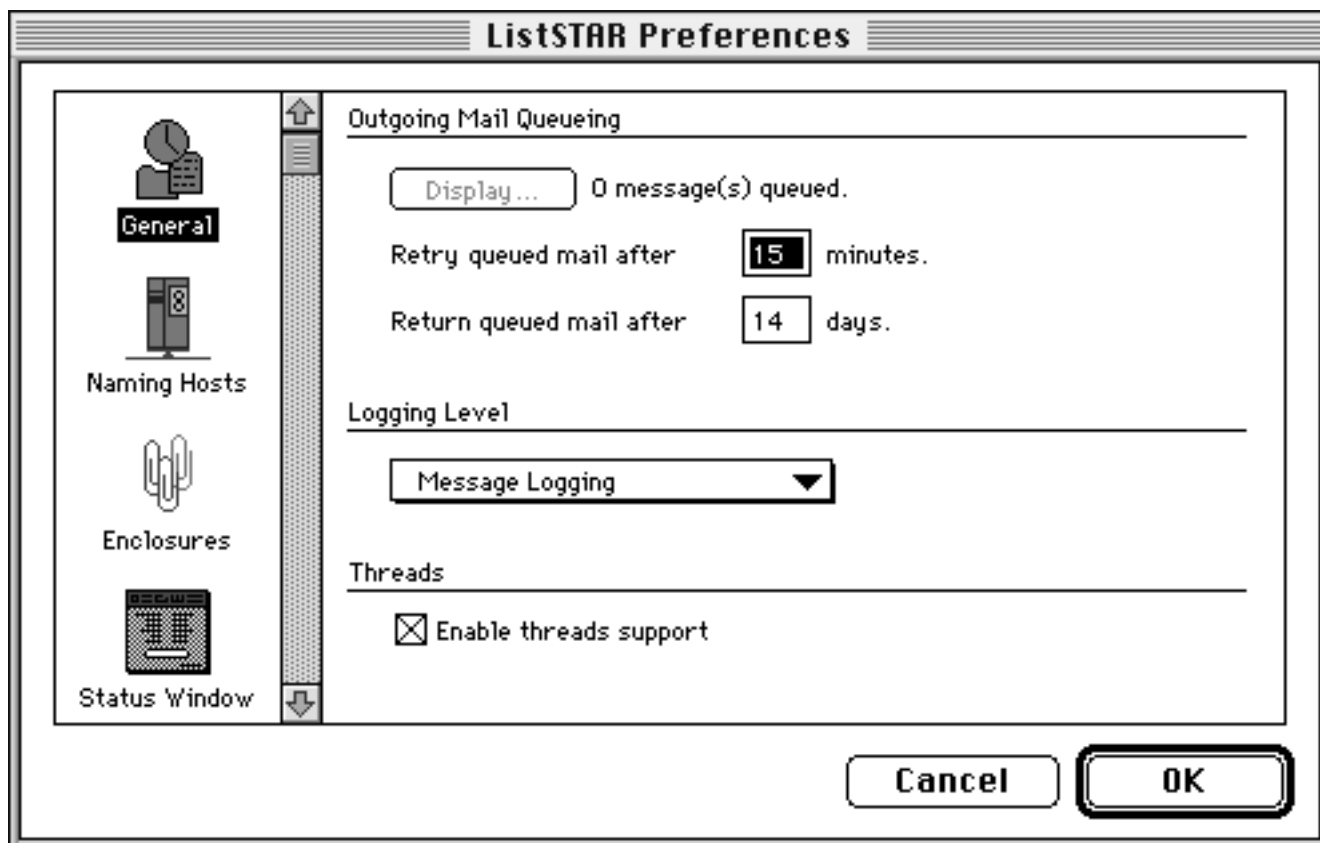 ListSTAR Preferences
General
Naming Hosts
Enclosures
Status Window
Outgoing Mail Queueing
Display... 0 message(s) queued.
Retry queued mail after 15 minutes.
Return queued mail after 14 days.
Logging Level
Message Logging
Threads
Enable threads support
Cancel OK